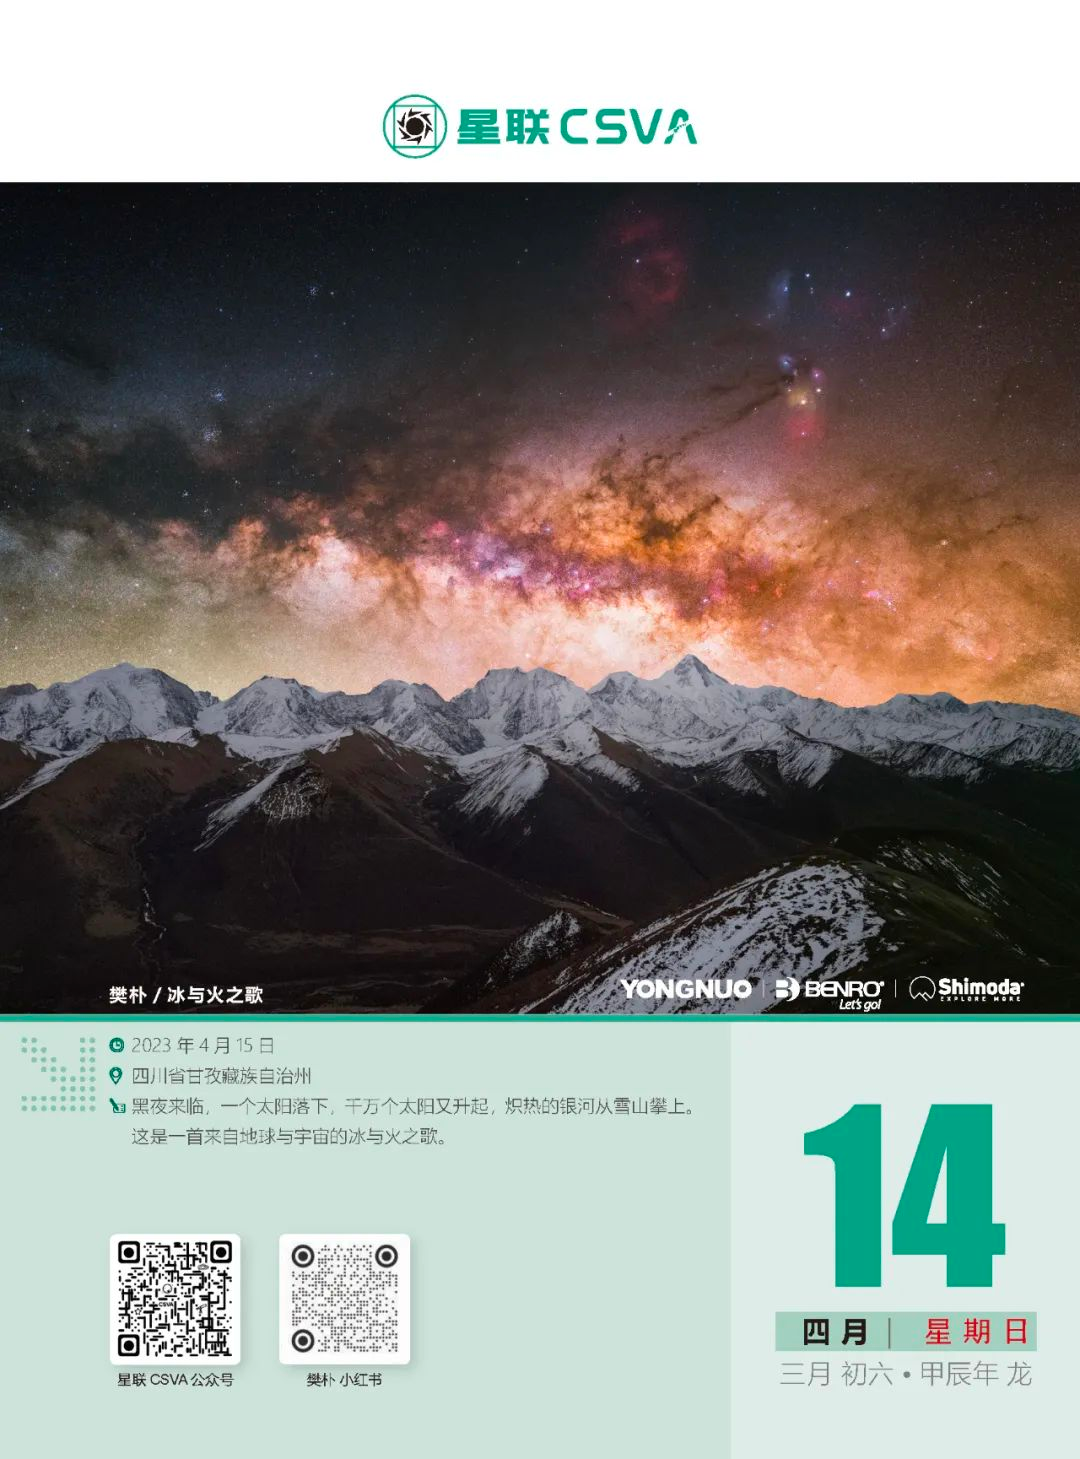 星联CSVA
樊朴 / 冰与火之歌
YONGNUO | BENRO Let's go! | Shimoda EXPLORE MORE
2023 年 4 月 15 日
四川省甘孜藏族自治州
黑夜来临，一个太阳落下，千万个太阳又升起，炽热的银河从雪山攀上。
这是一首来自地球与宇宙的冰与火之歌。
14
四月 | 星期日
三月 初六 • 甲辰年 龙
星联 CSVA 公众号
樊朴 小红书